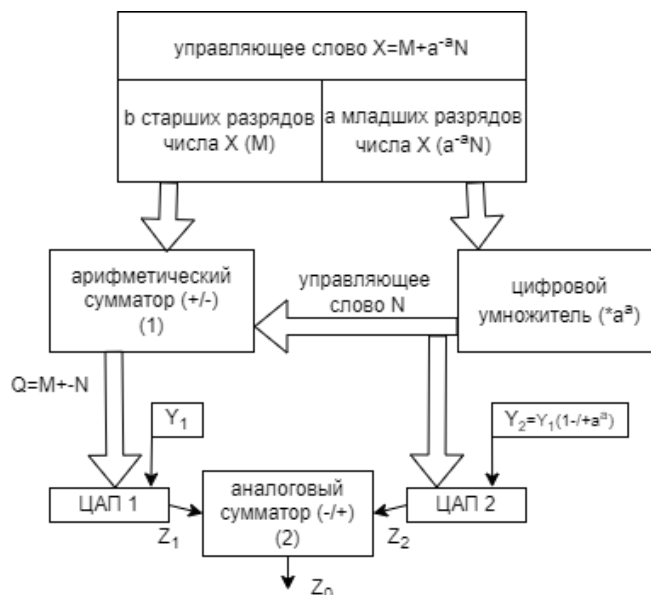 управляющее слово X=M+a⁻ᵃN
b старших разрядов
числа X (M)
a младших разрядов
числа X (a⁻ᵃN)
арифметический
сумматор (+/-)
(1)
управляющее
слово N
цифровой
умножитель (*aᵃ)
Q=M+-N
Y₁
Y₂=Y₁(1-/+aᵃ)
ЦАП 1
аналоговый
сумматор (-/+)
(2)
ЦАП 2
Z₁
Z₂
Z₀